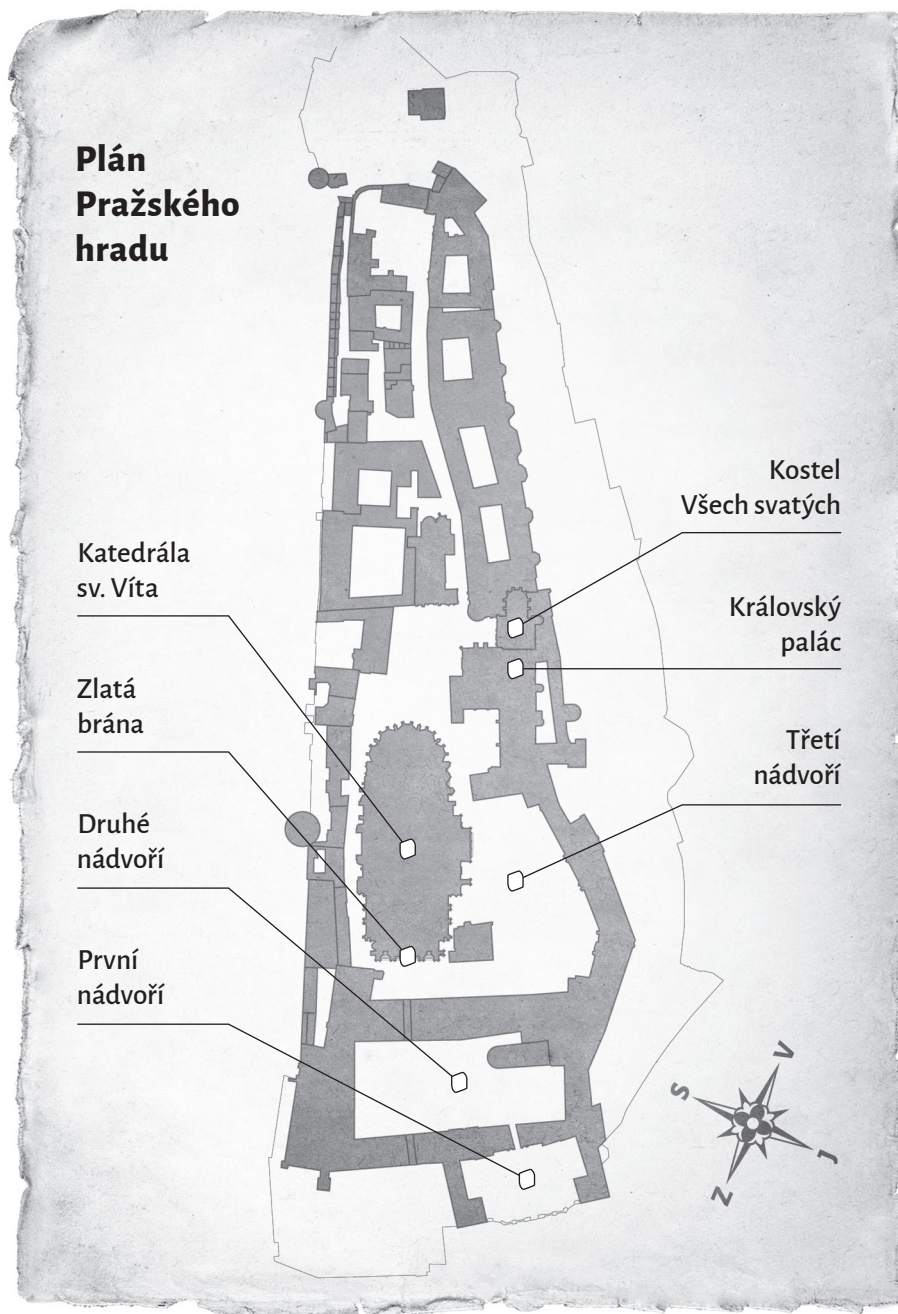 Plán
Pražského
hradu
Kostel
Všech svatých
Katedrála
sv. Víta
Královský
palác
Zlatá
brána
Třetí
nádvoří
Druhé
nádvoří
První
nádvoří
V
S
J
Z